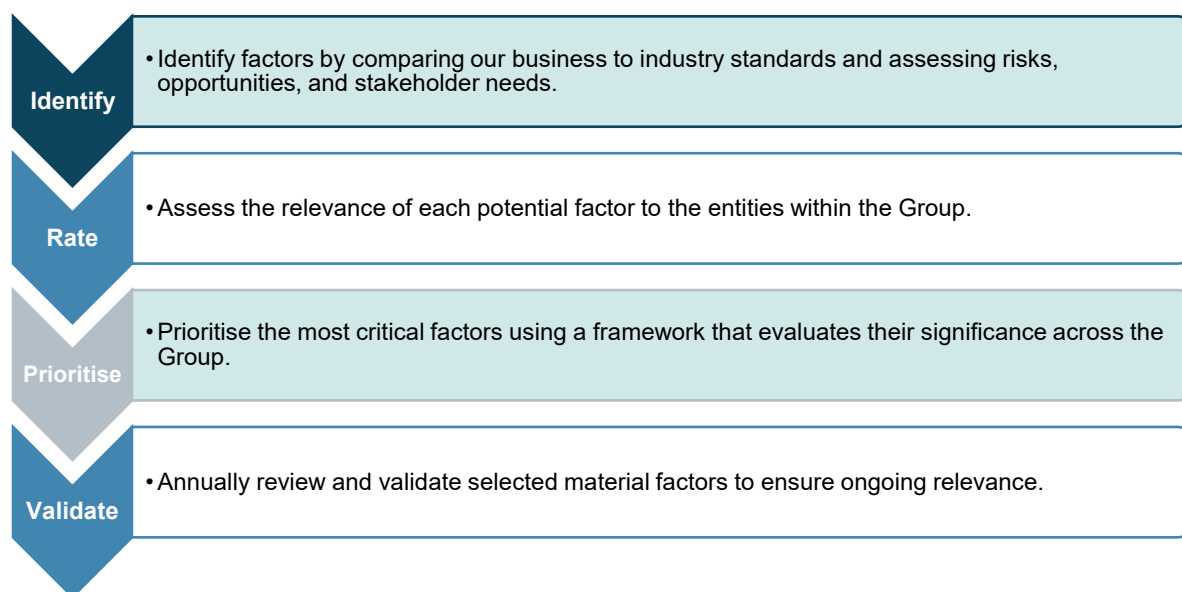 Identify
• Identify factors by comparing our business to industry standards and assessing risks,
opportunities, and stakeholder needs.
Rate
• Assess the relevance of each potential factor to the entities within the Group.
Prioritise
• Prioritise the most critical factors using a framework that evaluates their significance across the
Group.
Validate
• Annually review and validate selected material factors to ensure ongoing relevance.